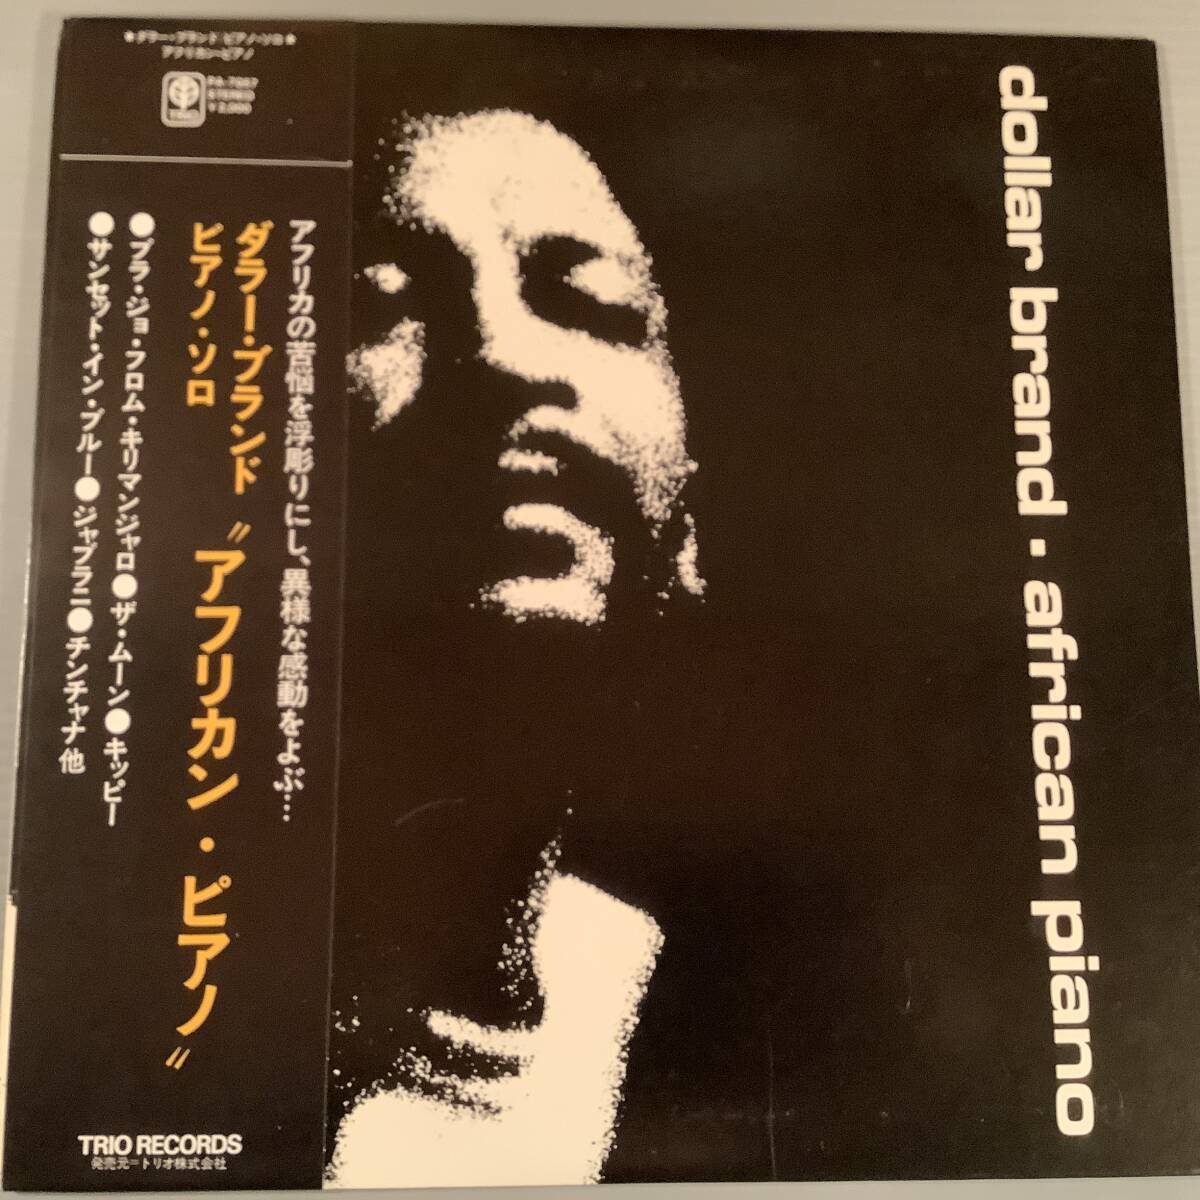 ★ダラー・ブランド/ピアノ・ソロ★
アフリカン・ピアノ
TRIO
PA-7057
STEREO
¥2,000
アフリカの苦悩を浮彫りにし、異様な感動をよぶ…
ダラー・ブランド
ピアノ・ソロ
〝アフリカン・ピアノ〟
●ブラ・ジョ・フロム・キリマンジャロ●ザ・ムーン●キッピー
●サンセット・イン・ブルー●ジャブラニ●チンチャナ 他
TRIO RECORDS
発売元=トリオ株式会社
dollar brand · african piano